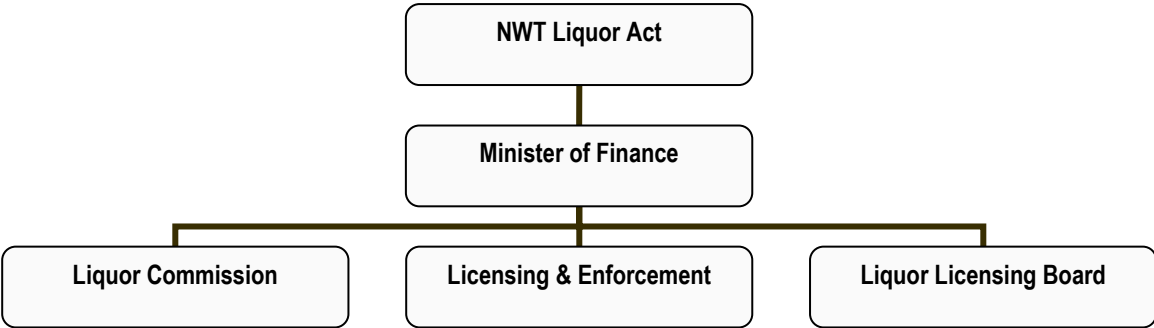 NWT Liquor Act
Minister of Finance
Liquor Commission
Licensing & Enforcement
Liquor Licensing Board